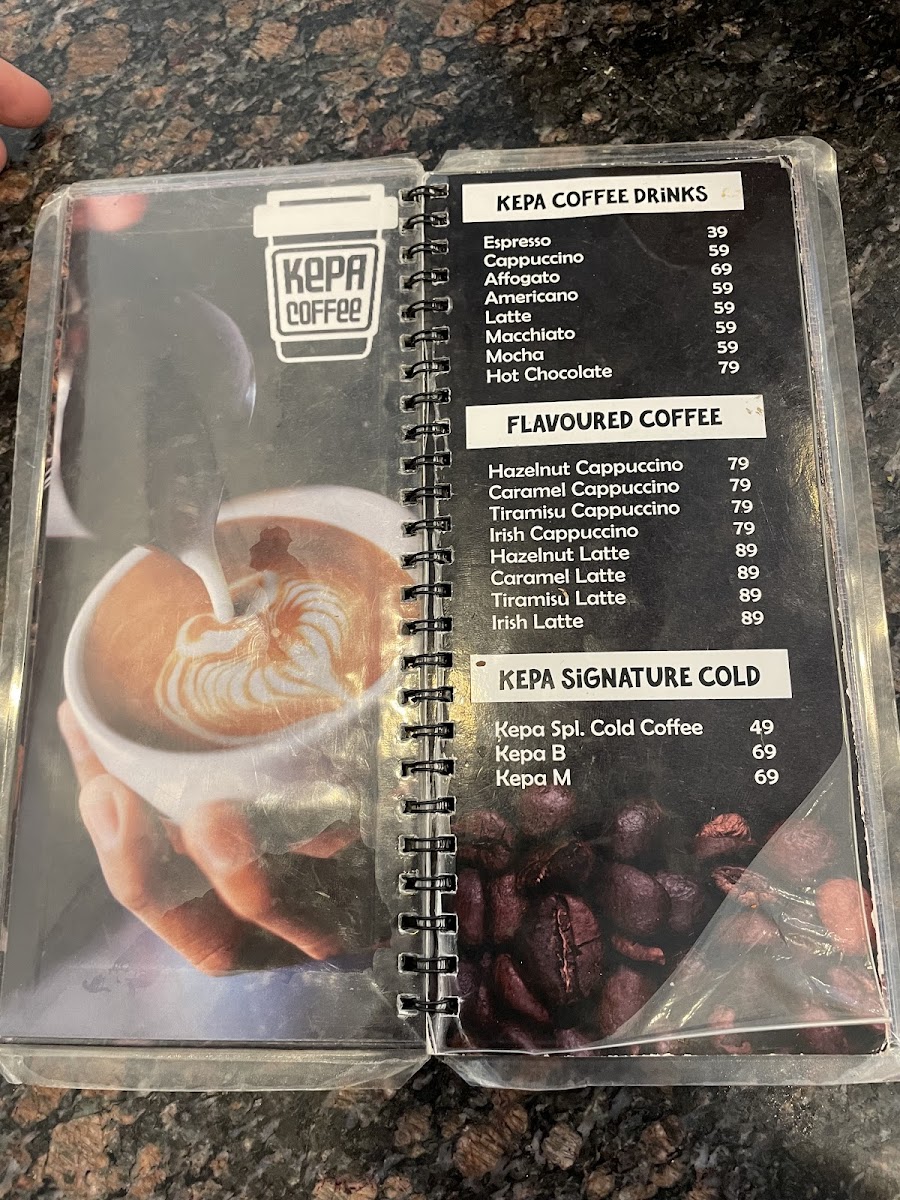 KEPA
COFFEE
KEPA COFFEE DRiNKS
Espresso 39
Cappuccino 59
Affogato 69
Americano 59
Latte 59
Macchiato 59
Mocha 59
Hot Chocolate 79
FLAVOURED COFFEE
Hazelnut Cappuccino 79
Caramel Cappuccino 79
Tiramisu Cappuccino 79
Irish Cappuccino 79
Hazelnut Latte 89
Caramel Latte 89
Tiramisu Latte 89
Irish Latte 89
KEPA SiGNATURE COLD
Kepa Spl. Cold Coffee 49
Kepa B 69
Kepa M 69